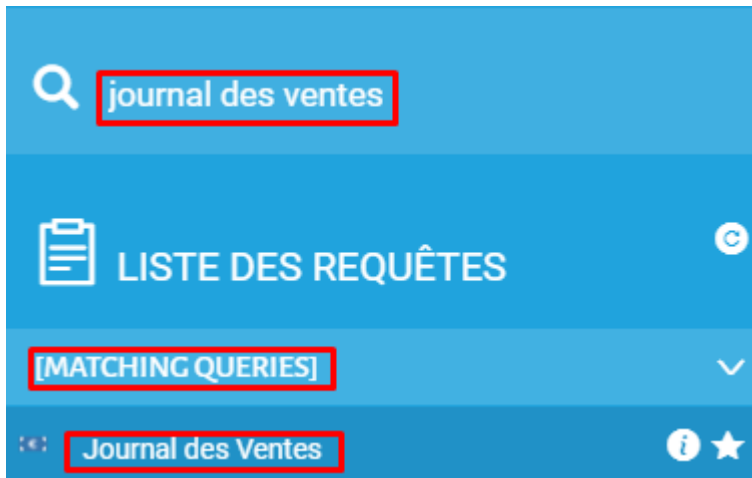 journal des ventes
LISTE DES REQUÊTES
[MATCHING QUERIES]
Journal des Ventes